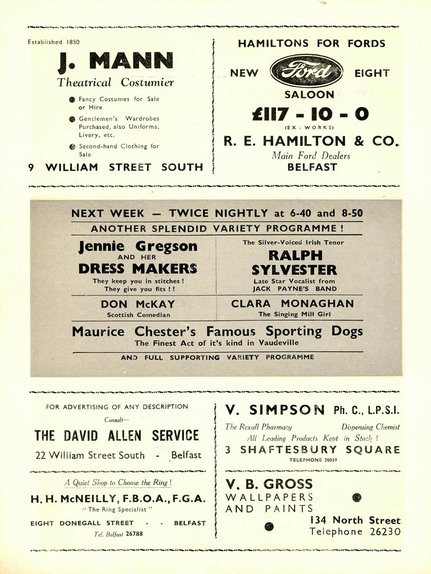 Established 1850
J. MANN
Theatrical Costumier
Fancy Costumes for Sale
or Hire
Gentlemen's Wardrobes
Purchased, also Uniforms,
Livery, etc.
Second-hand Clothing for
Sale
9 WILLIAM STREET SOUTH
HAMILTONS FOR FORDS
NEW Ford EIGHT
SALOON
£117 - 10 - 0
(EX - WORKS)
R. E. HAMILTON & CO.
Main Ford Dealers
BELFAST
NEXT WEEK — TWICE NIGHTLY at 6-40 and 8-50
ANOTHER SPLENDID VARIETY PROGRAMME !
Jennie Gregson
AND HER
DRESS MAKERS
They keep you in stitches !
They give you fits ! !
The Silver-Voiced Irish Tenor
RALPH
SYLVESTER
Late Star Vocalist from
JACK PAYNE'S BAND
DON McKAY
Scottish Comedian
CLARA MONAGHAN
The Singing Mill Girl
Maurice Chester's Famous Sporting Dogs
The Finest Act of it's kind in Vaudeville
AND FULL SUPPORTING VARIETY PROGRAMME
FOR ADVERTISING OF ANY DESCRIPTION
Consult—
THE DAVID ALLEN SERVICE
22 William Street South - Belfast
V. SIMPSON Ph. C., L.P.S.I.
The Rexall Pharmacy Dispensing Chemist
All Leading Products Kept in Stock !
3 SHAFTESBURY SQUARE
TELEPHONE
A Quiet Shop to Choose the Ring !
H. H. McNEILLY, F.B.O.A., F.G.A.
"The Ring Specialist"
EIGHT DONEGALL STREET - - BELFAST
Tel. Belfast 26788
V. B. GROSS
WALLPAPERS
AND PAINTS
134 North Street
Telephone 26230